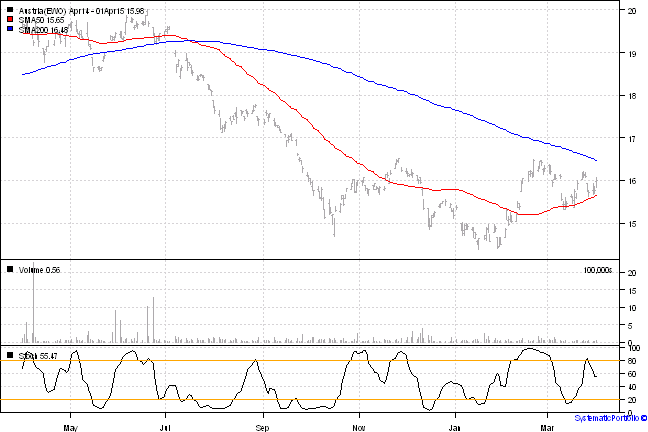 Austria(EWO) Apr14 - 01Apr15 15.98
SMA50 15.65
SMA200 16.48
20
19
18
17
16
15
Volume 0.56
100,000s
20
15
10
5
0
Stoch 55.47
100
80
60
40
20
0
May Jul Sep Nov Jan Mar
SystematicPortfolio ©